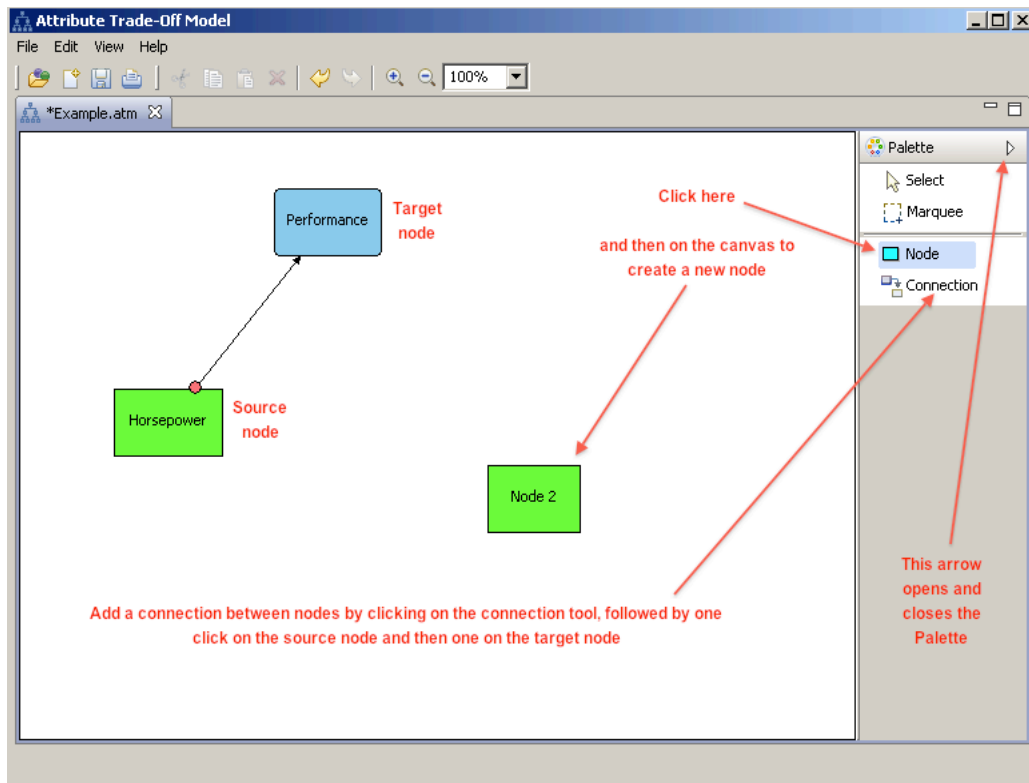 Attribute Trade-Off Model
File Edit View Help
100%
*Example.atm
Palette
Select
Marquee
Node
Connection
Performance
Target
node
Click here
and then on the canvas to
create a new node
Horsepower
Source
node
Node 2
This arrow
opens and
closes the
Palette
Add a connection between nodes by clicking on the connection tool, followed by one
click on the source node and then one on the target node